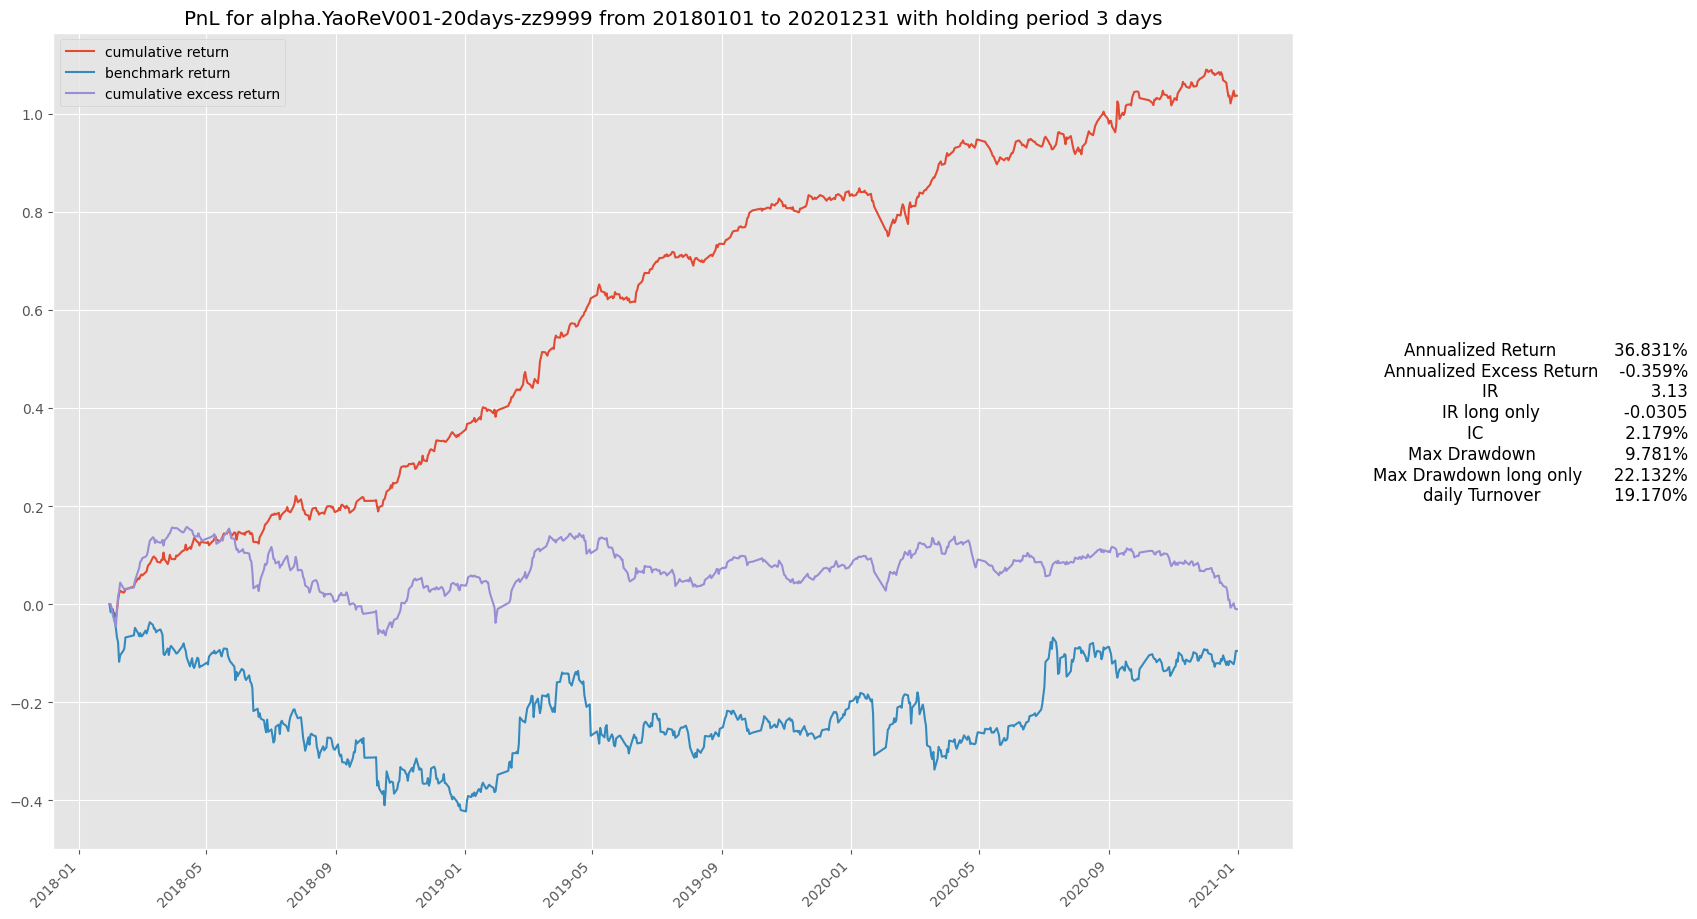 PnL for alpha.YaoReV001-20days-zz9999 from 20180101 to 20201231 with holding period 3 days
cumulative return
benchmark return
cumulative excess return
1.0
0.8
0.6
0.4
0.2
0.0
−0.2
−0.4
2018-01
2018-05
2018-09
2019-01
2019-05
2019-09
2020-01
2020-05
2020-09
2021-01
Annualized Return 36.831%
Annualized Excess Return -0.359%
IR 3.13
IR long only -0.0305
IC 2.179%
Max Drawdown 9.781%
Max Drawdown long only 22.132%
daily Turnover 19.170%